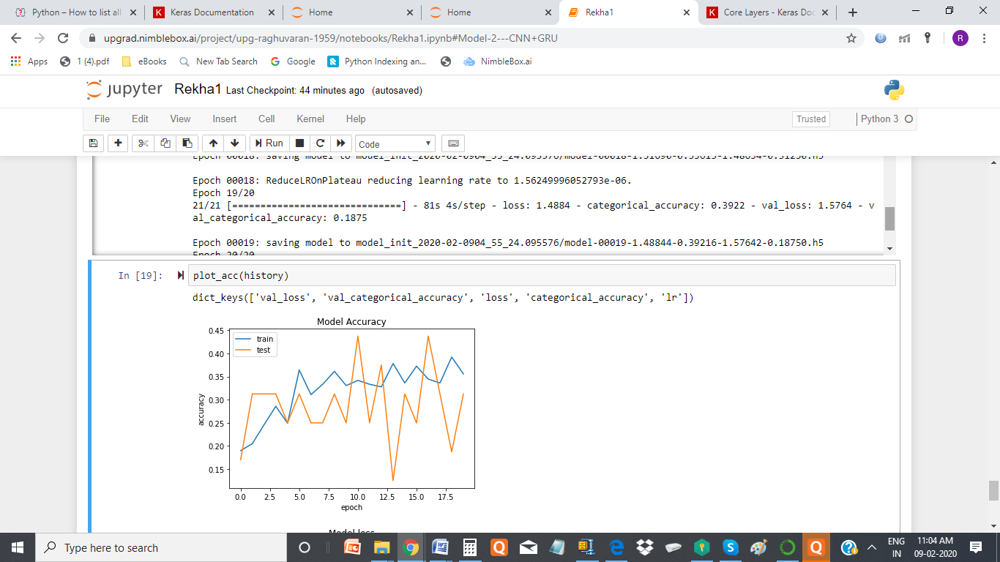 Python – How to list all
Keras Documentation
Home
Home
Rekha1
Core Layers - Keras Doc
upgrad.nimblebox.ai/project/upg-raghuvaran-1959/notebooks/Rekha1.ipynb#Model-2---CNN+GRU
R
Apps
1 (4).pdf
eBooks
New Tab Search
Google
Python Indexing an...
NimbleBox.ai
jupyter Rekha1 Last Checkpoint: 44 minutes ago (autosaved)
File Edit View Insert Cell Kernel Help
Trusted
Python 3
Run
Code
Epoch 00018: saving model to model_init_2020-02-0904_55_24.095576/model-00018-1.51690-0.33613-1.48634-0.31250.h5
Epoch 00018: ReduceLROnPlateau reducing learning rate to 1.56249996052793e-06.
Epoch 19/20
21/21 [==============================] - 81s 4s/step - loss: 1.4884 - categorical_accuracy: 0.3922 - val_loss: 1.5764 - v
al_categorical_accuracy: 0.1875
Epoch 00019: saving model to model_init_2020-02-0904_55_24.095576/model-00019-1.48844-0.39216-1.57642-0.18750.h5
Epoch 20/20
In [19]:
plot_acc(history)
dict_keys(['val_loss', 'val_categorical_accuracy', 'loss', 'categorical_accuracy', 'lr'])
Model Accuracy
train
test
0.45
0.40
0.35
0.30
0.25
0.20
0.15
accuracy
0.0 2.5 5.0 7.5 10.0 12.5 15.0 17.5
epoch
Model loss
Type here to search
ENG
IN
11:04 AM
09-02-2020